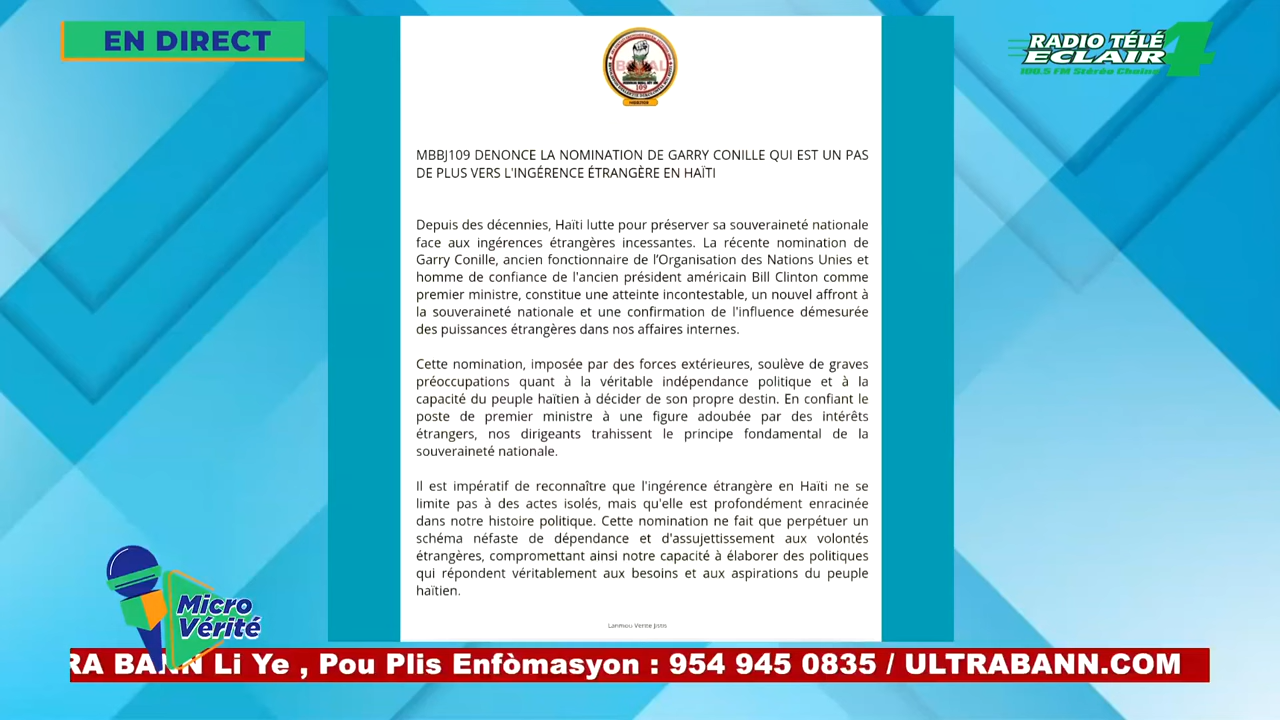 EN DIRECT
RADIO TÉLÉ
ECLAIR
4
100.5 FM Stéréo Chaine
109
MBBJ109 DENONCE LA NOMINATION DE GARRY CONILLE QUI EST UN PAS
DE PLUS VERS L'INGÉRENCE ÉTRANGÈRE EN HAÏTI
Depuis des décennies, Haïti lutte pour préserver sa souveraineté nationale
face aux ingérences étrangères incessantes. La récente nomination de
Garry Conille, ancien fonctionnaire de l’Organisation des Nations Unies et
homme de confiance de l'ancien président américain Bill Clinton comme
premier ministre, constitue une atteinte incontestable, un nouvel affront à
la souveraineté nationale et une confirmation de l'influence démesurée
des puissances étrangères dans nos affaires internes.
Cette nomination, imposée par des forces extérieures, soulève de graves
préoccupations quant à la véritable indépendance politique et à la
capacité du peuple haïtien à décider de son propre destin. En confiant le
poste de premier ministre à une figure adoubée par des intérêts
étrangers, nos dirigeants trahissent le principe fondamental de la
souveraineté nationale.
Il est impératif de reconnaître que l'ingérence étrangère en Haïti ne se
limite pas à des actes isolés, mais qu'elle est profondément enracinée
dans notre histoire politique. Cette nomination ne fait que perpétuer un
schéma néfaste de dépendance et d'assujettissement aux volontés
étrangères, compromettant ainsi notre capacité à élaborer des politiques
qui répondent véritablement aux besoins et aux aspirations du peuple
haïtien.
Lanmou Verite Jistis
Micro
Vérité
RA BANN Li Ye , Pou Plis Enfòmasyon : 954 945 0835 / ULTRABANN.COM